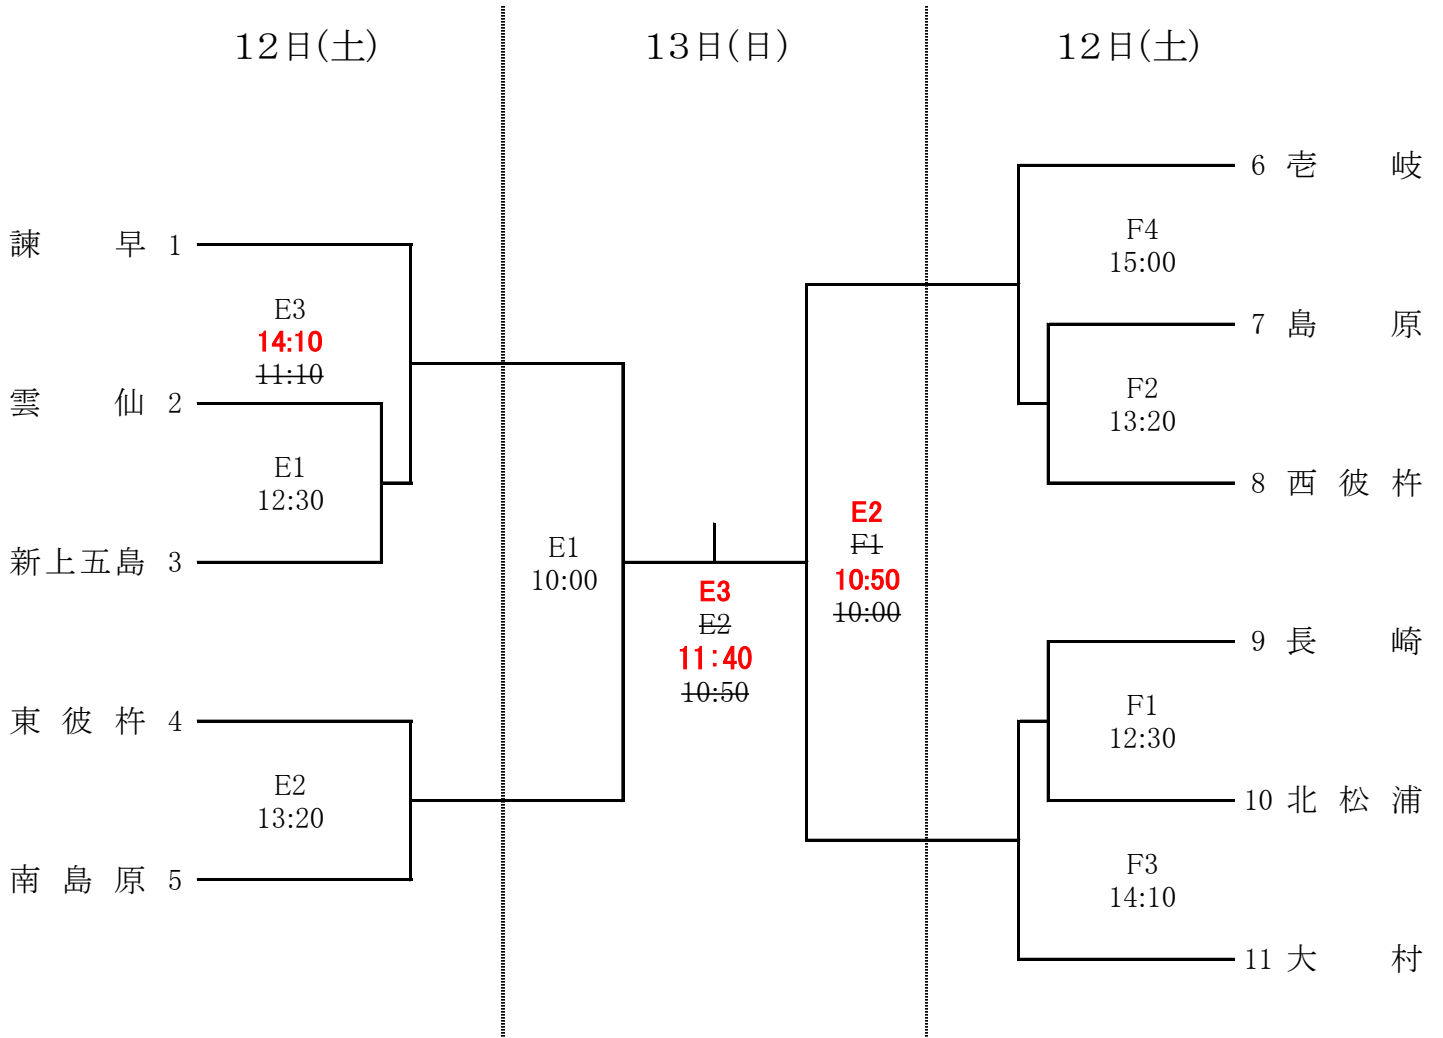 12日(土)
13日(日)
12日(土)
諫早 1
E3
14:10
11:10
雲仙 2
E1
12:30
新上五島 3
東彼杵 4
E2
13:20
南島原 5
E1
10:00
E3
E2
11:40
10:50
E2
F1
10:50
10:00
6 壱岐
F4
15:00
7 島原
F2
13:20
8 西彼杵
9 長崎
F1
12:30
10 北松浦
F3
14:10
11 大村